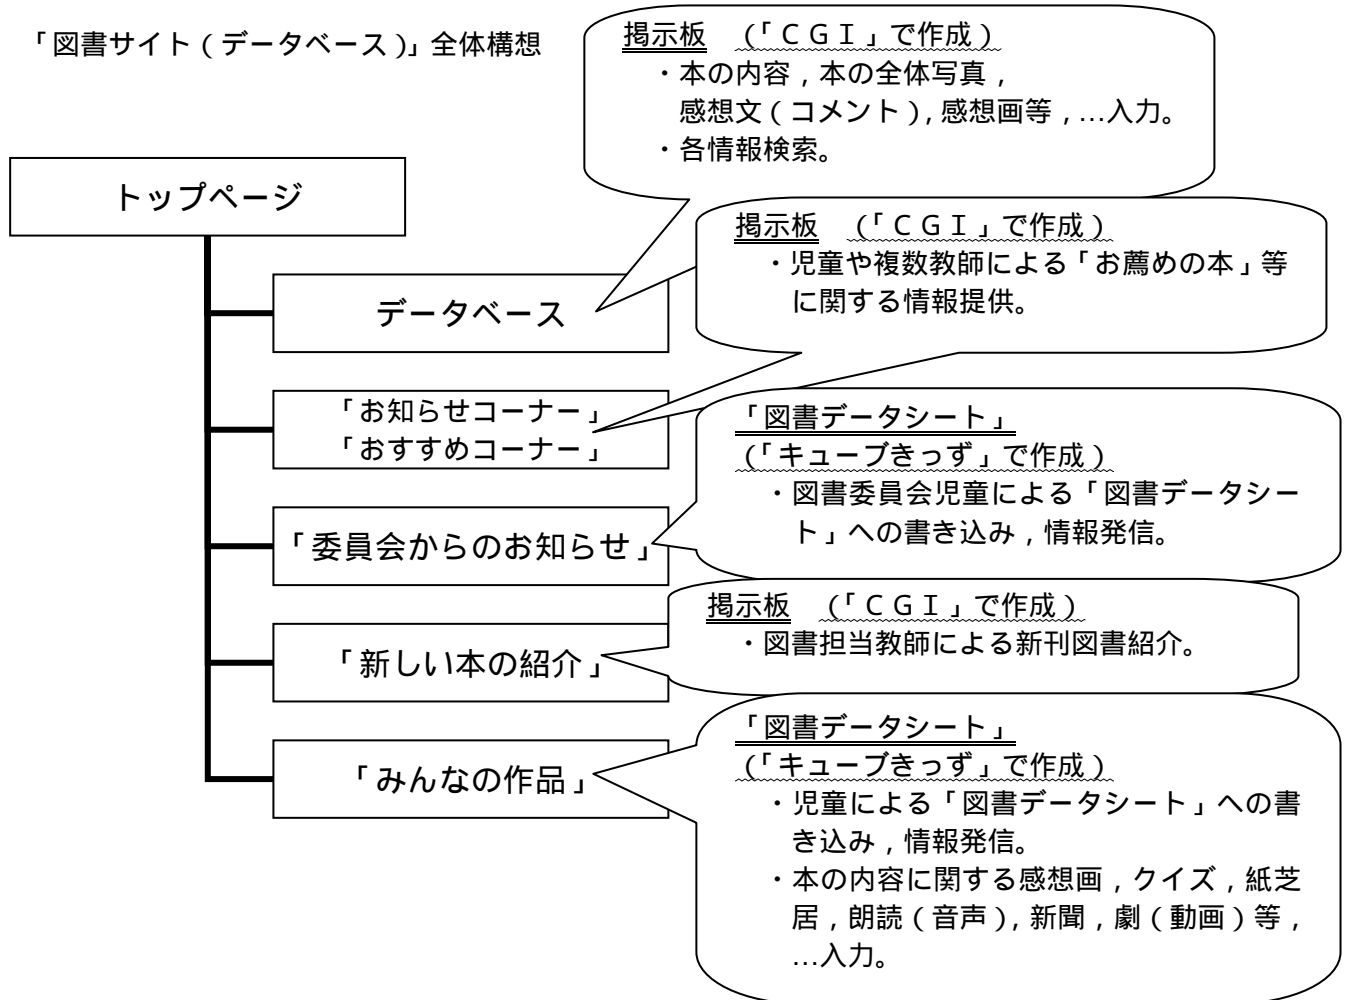 「図書サイト（データベース）」全体構想
トップページ
データベース
掲示板　（「ＣＧＩ」で作成）
・本の内容，本の全体写真，
感想文（コメント），感想画等，…入力。
・各情報検索。
「お知らせコーナー」
「おすすめコーナー」
掲示板　（「ＣＧＩ」で作成）
・児童や複数教師による「お薦めの本」等
に関する情報提供。
「委員会からのお知らせ」
「図書データシート」
（「キューブきっず」で作成）
・図書委員会児童による「図書データシー
ト」への書き込み，情報発信。
「新しい本の紹介」
掲示板　（「ＣＧＩ」で作成）
・図書担当教師による新刊図書紹介。
「みんなの作品」
「図書データシート」
（「キューブきっず」で作成）
・児童による「図書データシート」への書
き込み，情報発信。
・本の内容に関する感想画，クイズ，紙芝
居，朗読（音声），新聞，劇（動画）等，
…入力。